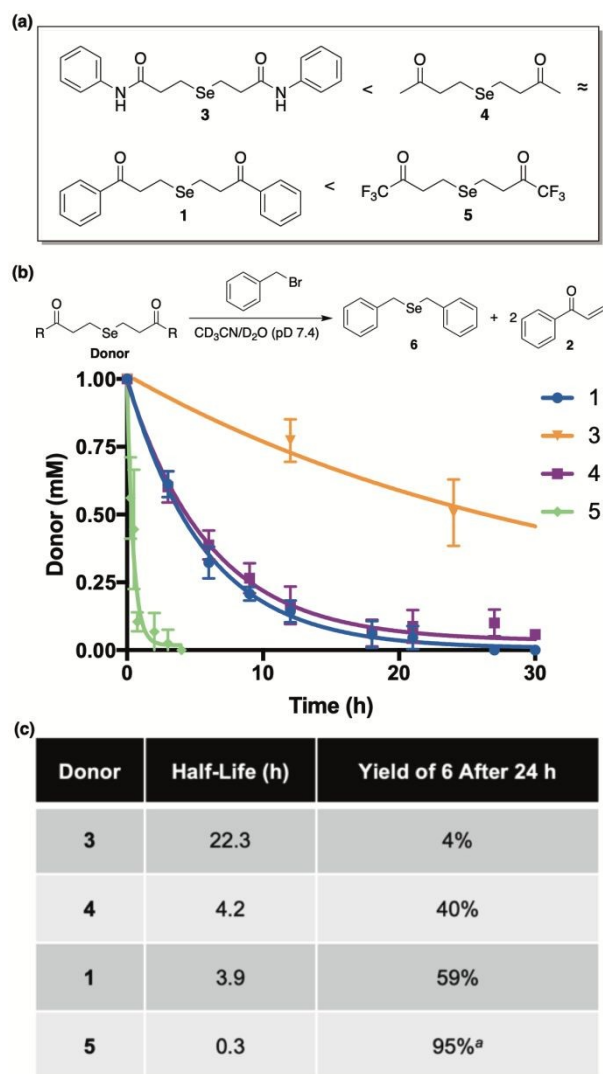 (a)
O
N
H
Se
O
N
H
3
<
O
Se
O
4
≈
O
Se
O
1
<
O
F₃C
Se
O
CF₃
5
(b)
O
R
Se
O
R
Donor
Br
CD₃CN/D₂O (pD 7.4)
Se
6
+ 2
O
2
1.00
0.75
0.50
0.25
0.00
Donor (mM)
1
3
4
5
0 10 20 30
Time (h)
(c)
Donor Half-Life (h) Yield of 6 After 24 h
3 22.3 4%
4 4.2 40%
1 3.9 59%
5 0.3 95%ᵃ